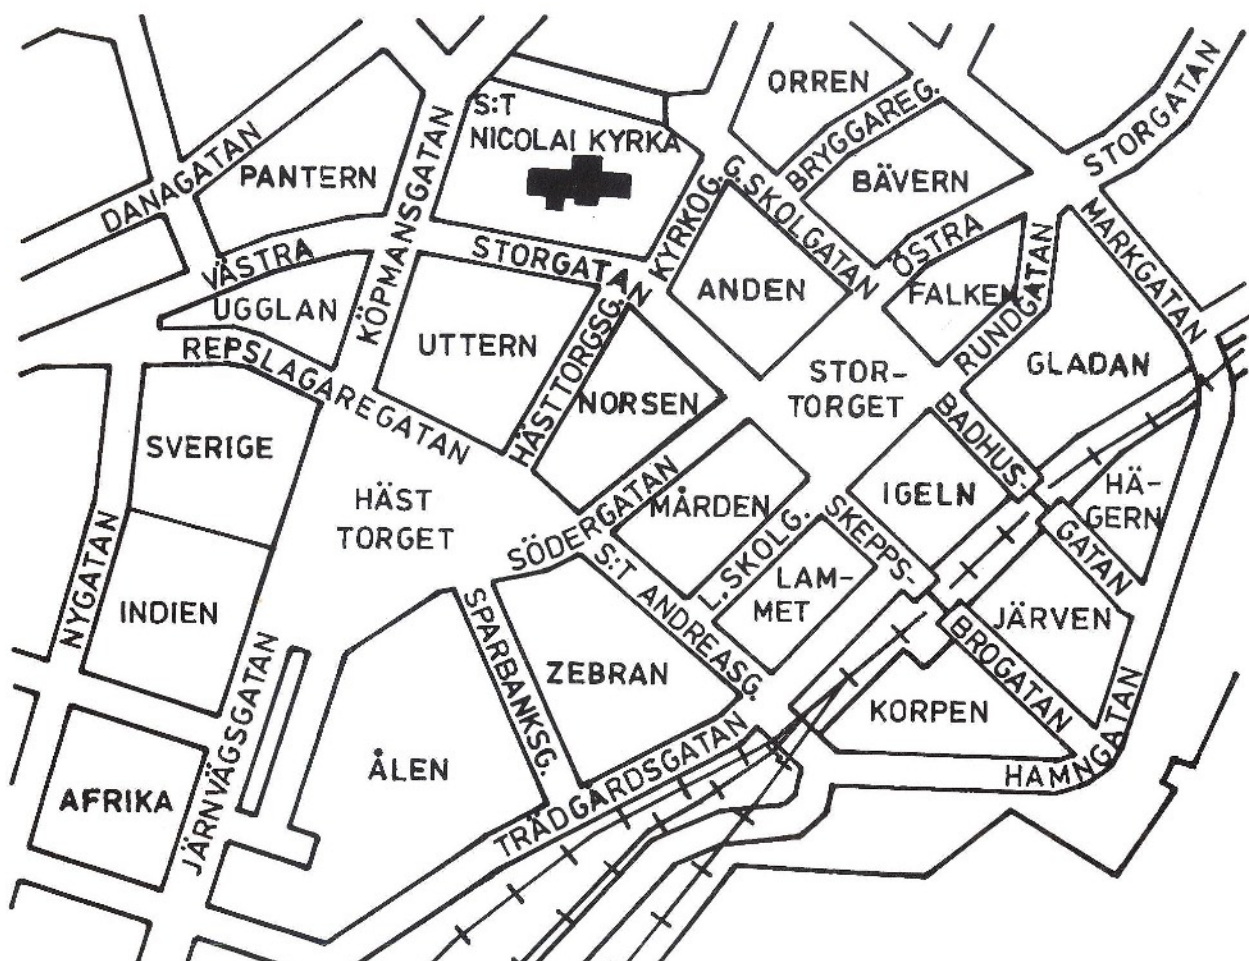 ORREN
S:T
NICOLAI KYRKA
BRYGGAREG.
STORGATAN
DANAGATAN
PANTERN
KÖPMANSGATAN
KYRKOG.
G. SKOLGATAN
BÄVERN
MARKGATAN
VÄSTRA
STORGATAN
ÖSTRA
UGGLAN
ANDEN
FALKEN
RUNDGATAN
REPSLAGAREGATAN
UTTERN
HÄSTTORGSG.
NORSEN
STOR-
TORGET
GLADAN
SVERIGE
BADHUS-
GATAN
HÄST
TORGET
SÖDERGATAN
MÅRDEN
IGELN
HÄ-
GERN
NYGATAN
INDIEN
S:T ANDREASG.
L. SKOLG.
LAM-
MET
SKEPPS-
BROGATAN
JÄRVEN
SPARBANKSG.
ZEBRAN
KORPEN
HAMNGATAN
JÄRNVÄGSGATAN
AFRIKA
ÅLEN
TRÄDGÅRDSGATAN